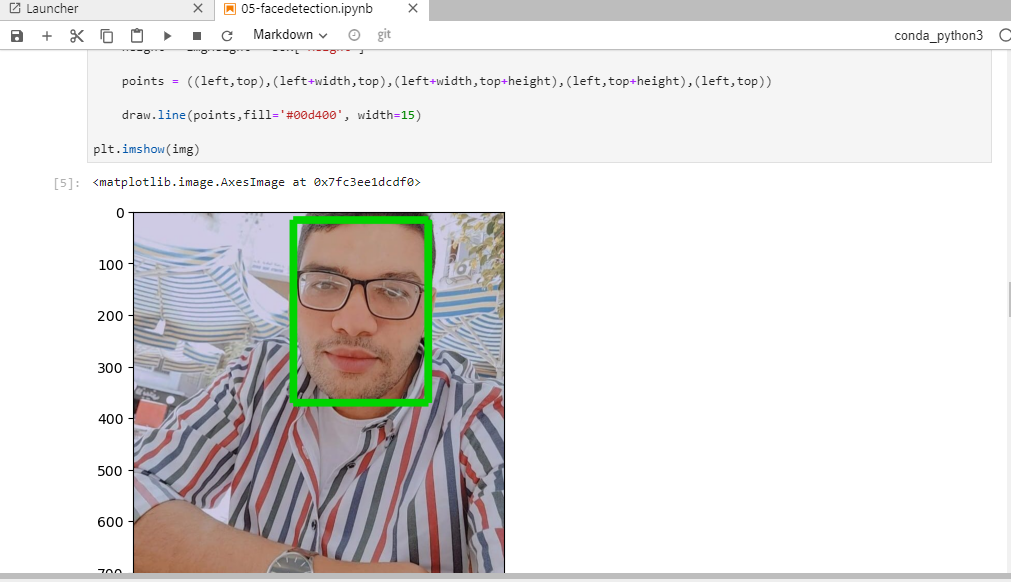 Launcher
05-facedetection.ipynb
Markdown
git
conda_python3
points = ((left,top),(left+width,top),(left+width,top+height),(left,top+height),(left,top))
draw.line(points,fill='#00d400', width=15)
plt.imshow(img)
[5]:
<matplotlib.image.AxesImage at 0x7fc3ee1dcdf0>
0
100
200
300
400
500
600
700